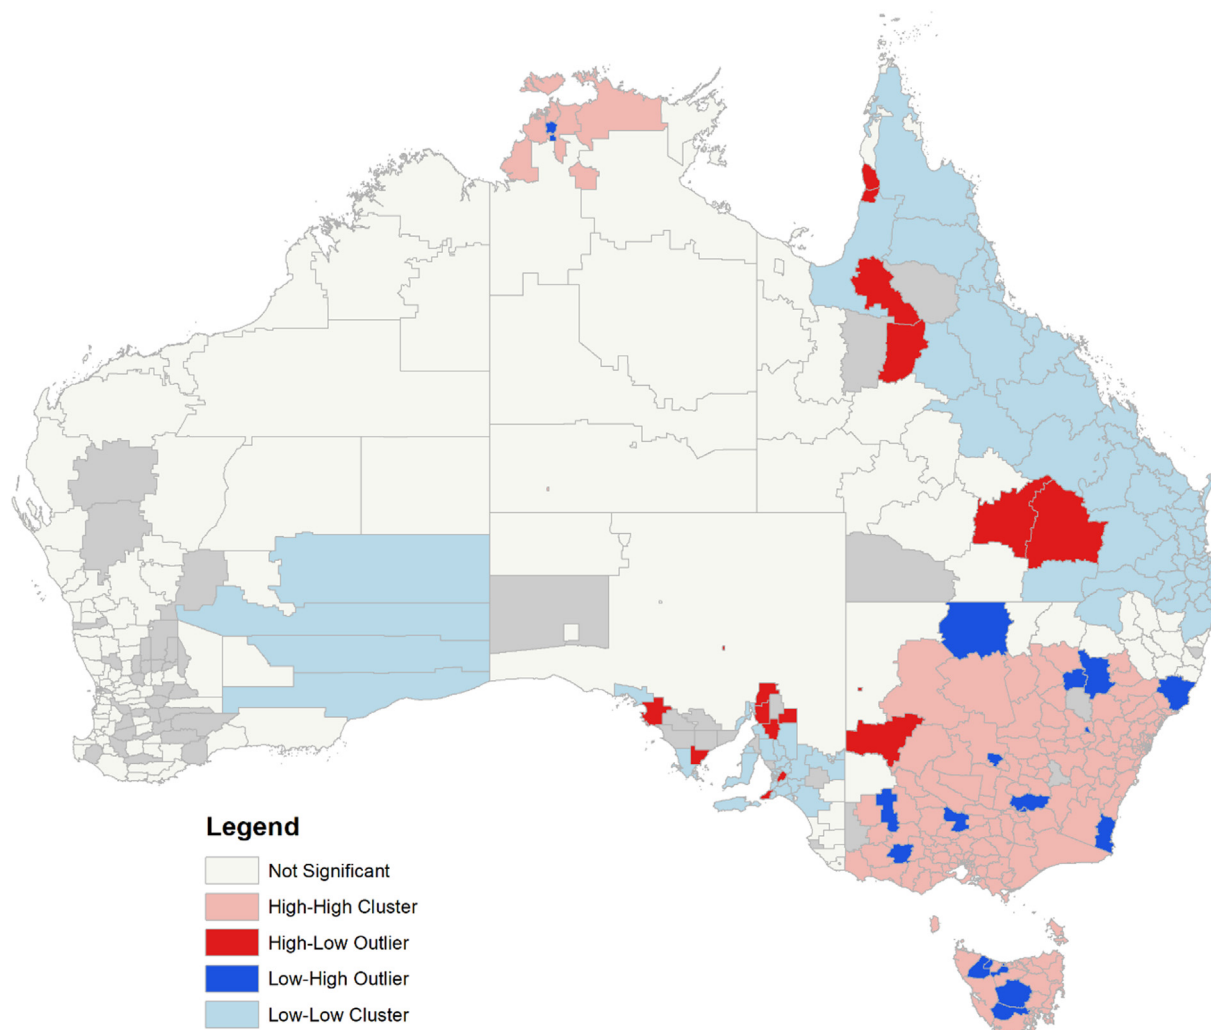 Legend
Not Significant
High-High Cluster
High-Low Outlier
Low-High Outlier
Low-Low Cluster